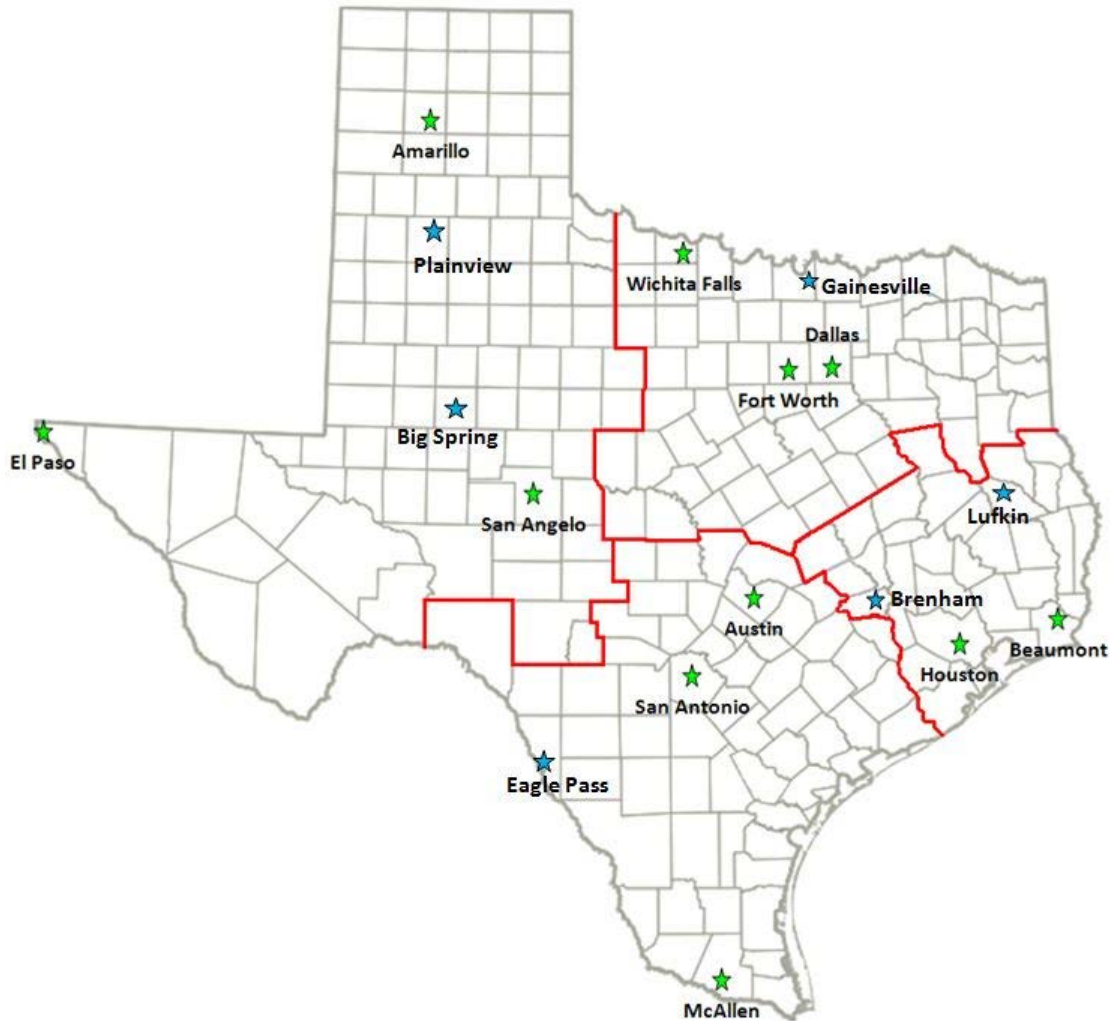 Amarillo
Plainview
Wichita Falls
Gainesville
Dallas
Fort Worth
Big Spring
El Paso
San Angelo
Lufkin
Brenham
Austin
Beaumont
Houston
San Antonio
Eagle Pass
McAllen